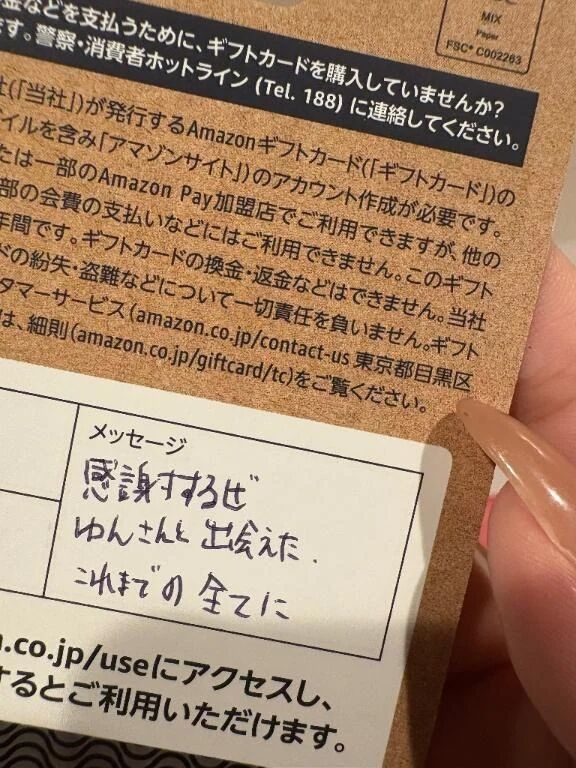 MIX
Paper
FSC® C002263
金などを支払うために、ギフトカードを購入していませんか?
ます。警察・消費者ホットライン (Tel. 188) に連絡してください。
社(「当社」)が発行するAmazonギフトカード(「ギフトカード」)の
イルを含み「アマゾンサイト」)のアカウント作成が必要です。
たは一部のAmazon Pay加盟店でご利用できますが、他の
部の会費の支払いなどにはご利用できません。このギフト
年間です。ギフトカードの換金・返金などはできません。当社
ドの紛失・盗難などについて一切責任を負いません。ギフト
タマーサービス(amazon.co.jp/contact-us 東京都目黒区
は、細則(amazon.co.jp/giftcard/tc)をご覧ください。
メッセージ
感謝するぜ
ゆんさんと出会えた.
これまでの全てに
n.co.jp/useにアクセスし、
するとご利用いただけます。